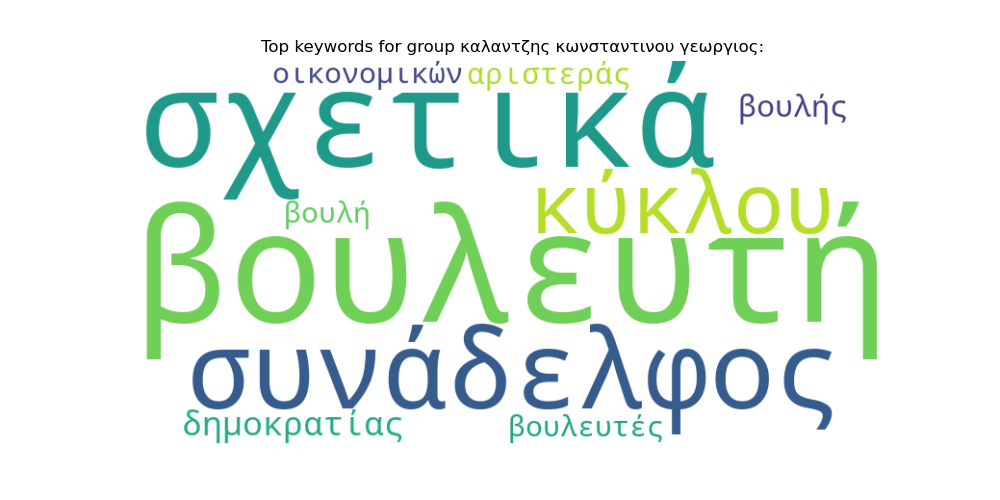 Top keywords for group καλαντζης κωνσταντινου γεωργιος:
οικονομικών αριστεράς
σχετικά
βουλής
κύκλου
βουλή
βουλευτή
συνάδελφος
δημοκρατίας
βουλευτές